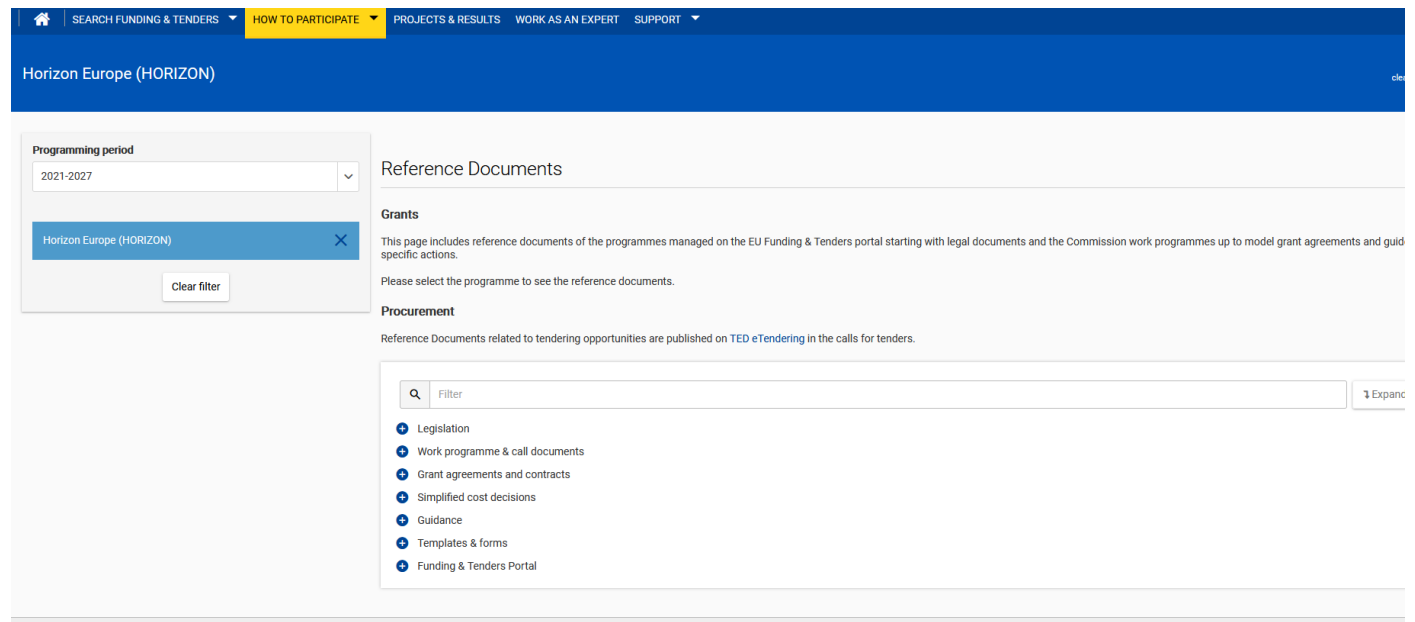 SEARCH FUNDING & TENDERS HOW TO PARTICIPATE PROJECTS & RESULTS WORK AS AN EXPERT SUPPORT
Horizon Europe (HORIZON)
Programming period
2021-2027
Horizon Europe (HORIZON)
Clear filter
Reference Documents
Grants
This page includes reference documents of the programmes managed on the EU Funding & Tenders portal starting with legal documents and the Commission work programmes up to model grant agreements and
specific actions.
Please select the programme to see the reference documents.
Procurement
Reference Documents related to tendering opportunities are published on TED eTendering in the calls for tenders.
Filter
Expand
Legislation
Work programme & call documents
Grant agreements and contracts
Simplified cost decisions
Guidance
Templates & forms
Funding & Tenders Portal